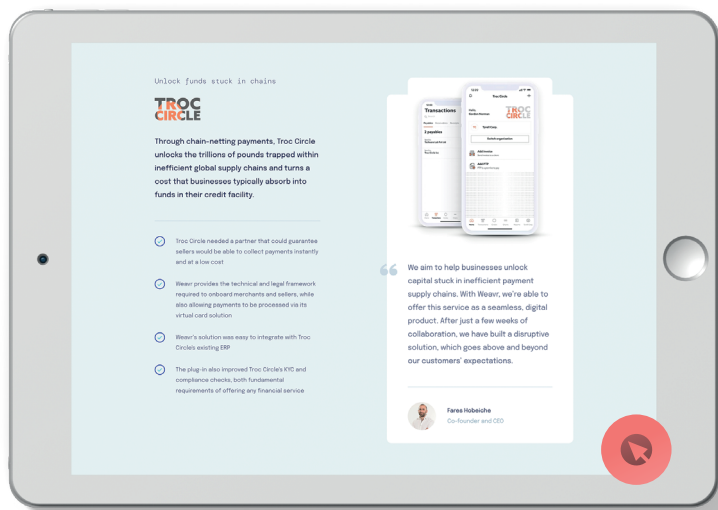 Unlock funds stuck in chains
TROC
CIRCLE
Through chain-netting payments, Troc Circle
unlocks the trillions of pounds trapped within
inefficient global supply chains and turns a
cost that businesses typically absorb into
funds in their credit facility.
Troc Circle needed a partner that could guarantee
sellers would be able to collect payments instantly
and at a low cost
Weavr provides the technical and legal framework
required to onboard merchants and sellers, while
also allowing payments to be processed via its
virtual card solution
Weavr's solution was easy to integrate with Troc
Circle's existing ERP
The plug-in also improved Troc Circle's KYC and
compliance checks, both fundamental
requirements of offering any financial service
Transactions
2 payables
Troc Circle
TROC
CIRCLE
Add invoice
We aim to help businesses unlock
capital stuck in inefficient payment
supply chains. With Weavr, we're able to
offer this service as a seamless, digital
product. After just a few weeks of
collaboration, we have built a disruptive
solution, which goes above and beyond
our customers' expectations.
Fares Hobeiche
Co-founder and CEO